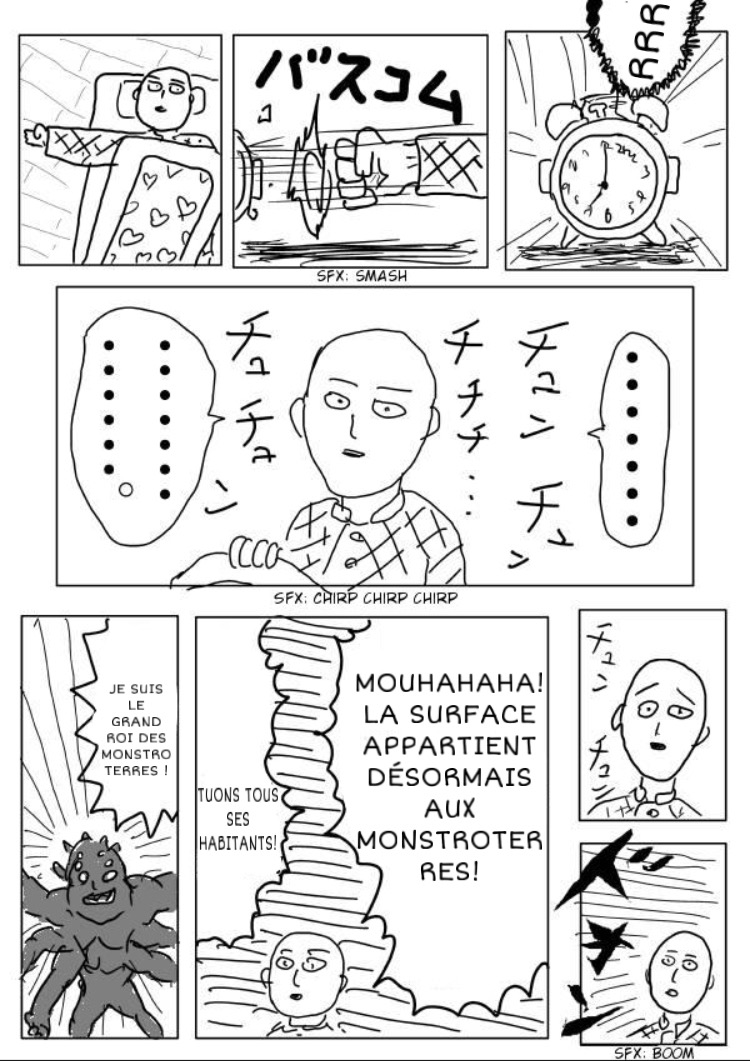 RRR
バスコム
SFX: SMASH
チュン
チュン
チチチ...
チュチュン
SFX: CHIRP CHIRP CHIRP
チュン
チュン
SFX: BOOM
MOUHAHAHA!
LA SURFACE
APPARTIENT
DÉSORMAIS
AUX
MONSTROTER
RES!
TUONS TOUS
SES
HABITANTS!
JE SUIS
LE
GRAND
ROI DES
MONSTRO
TERRES !